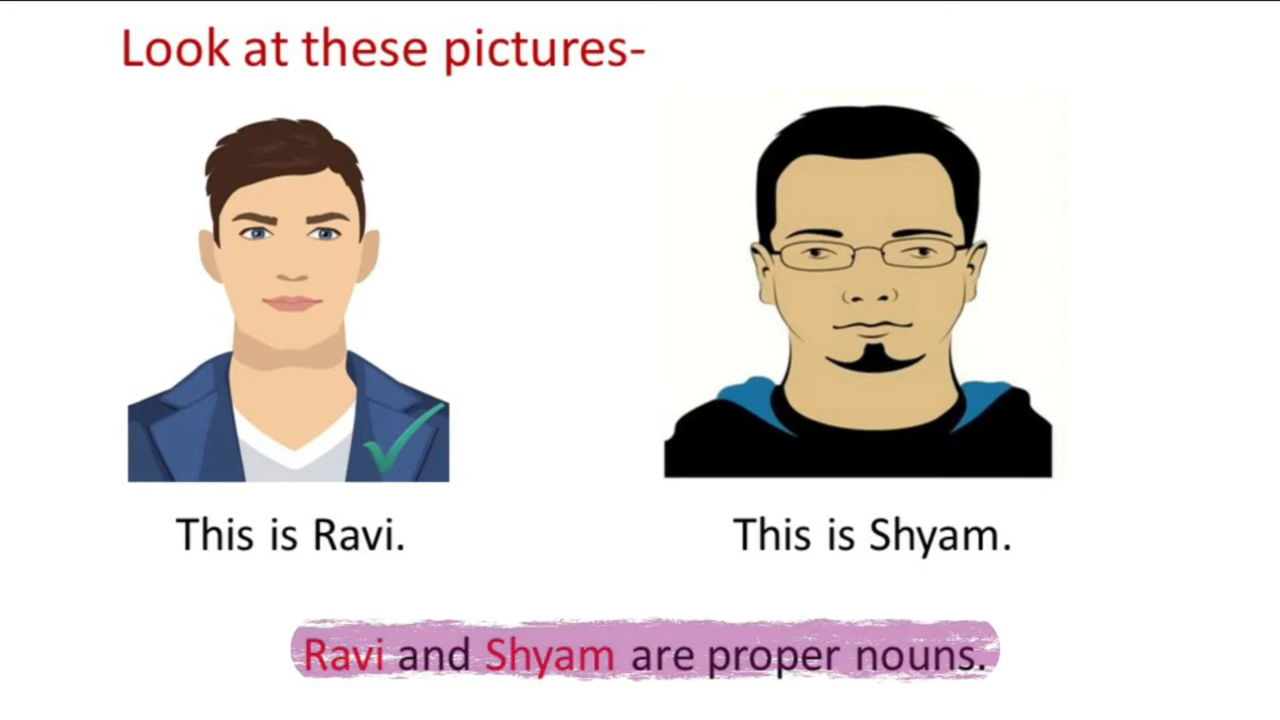 Look at these pictures-
This is Ravi.
This is Shyam.
Ravi and Shyam are proper nouns.